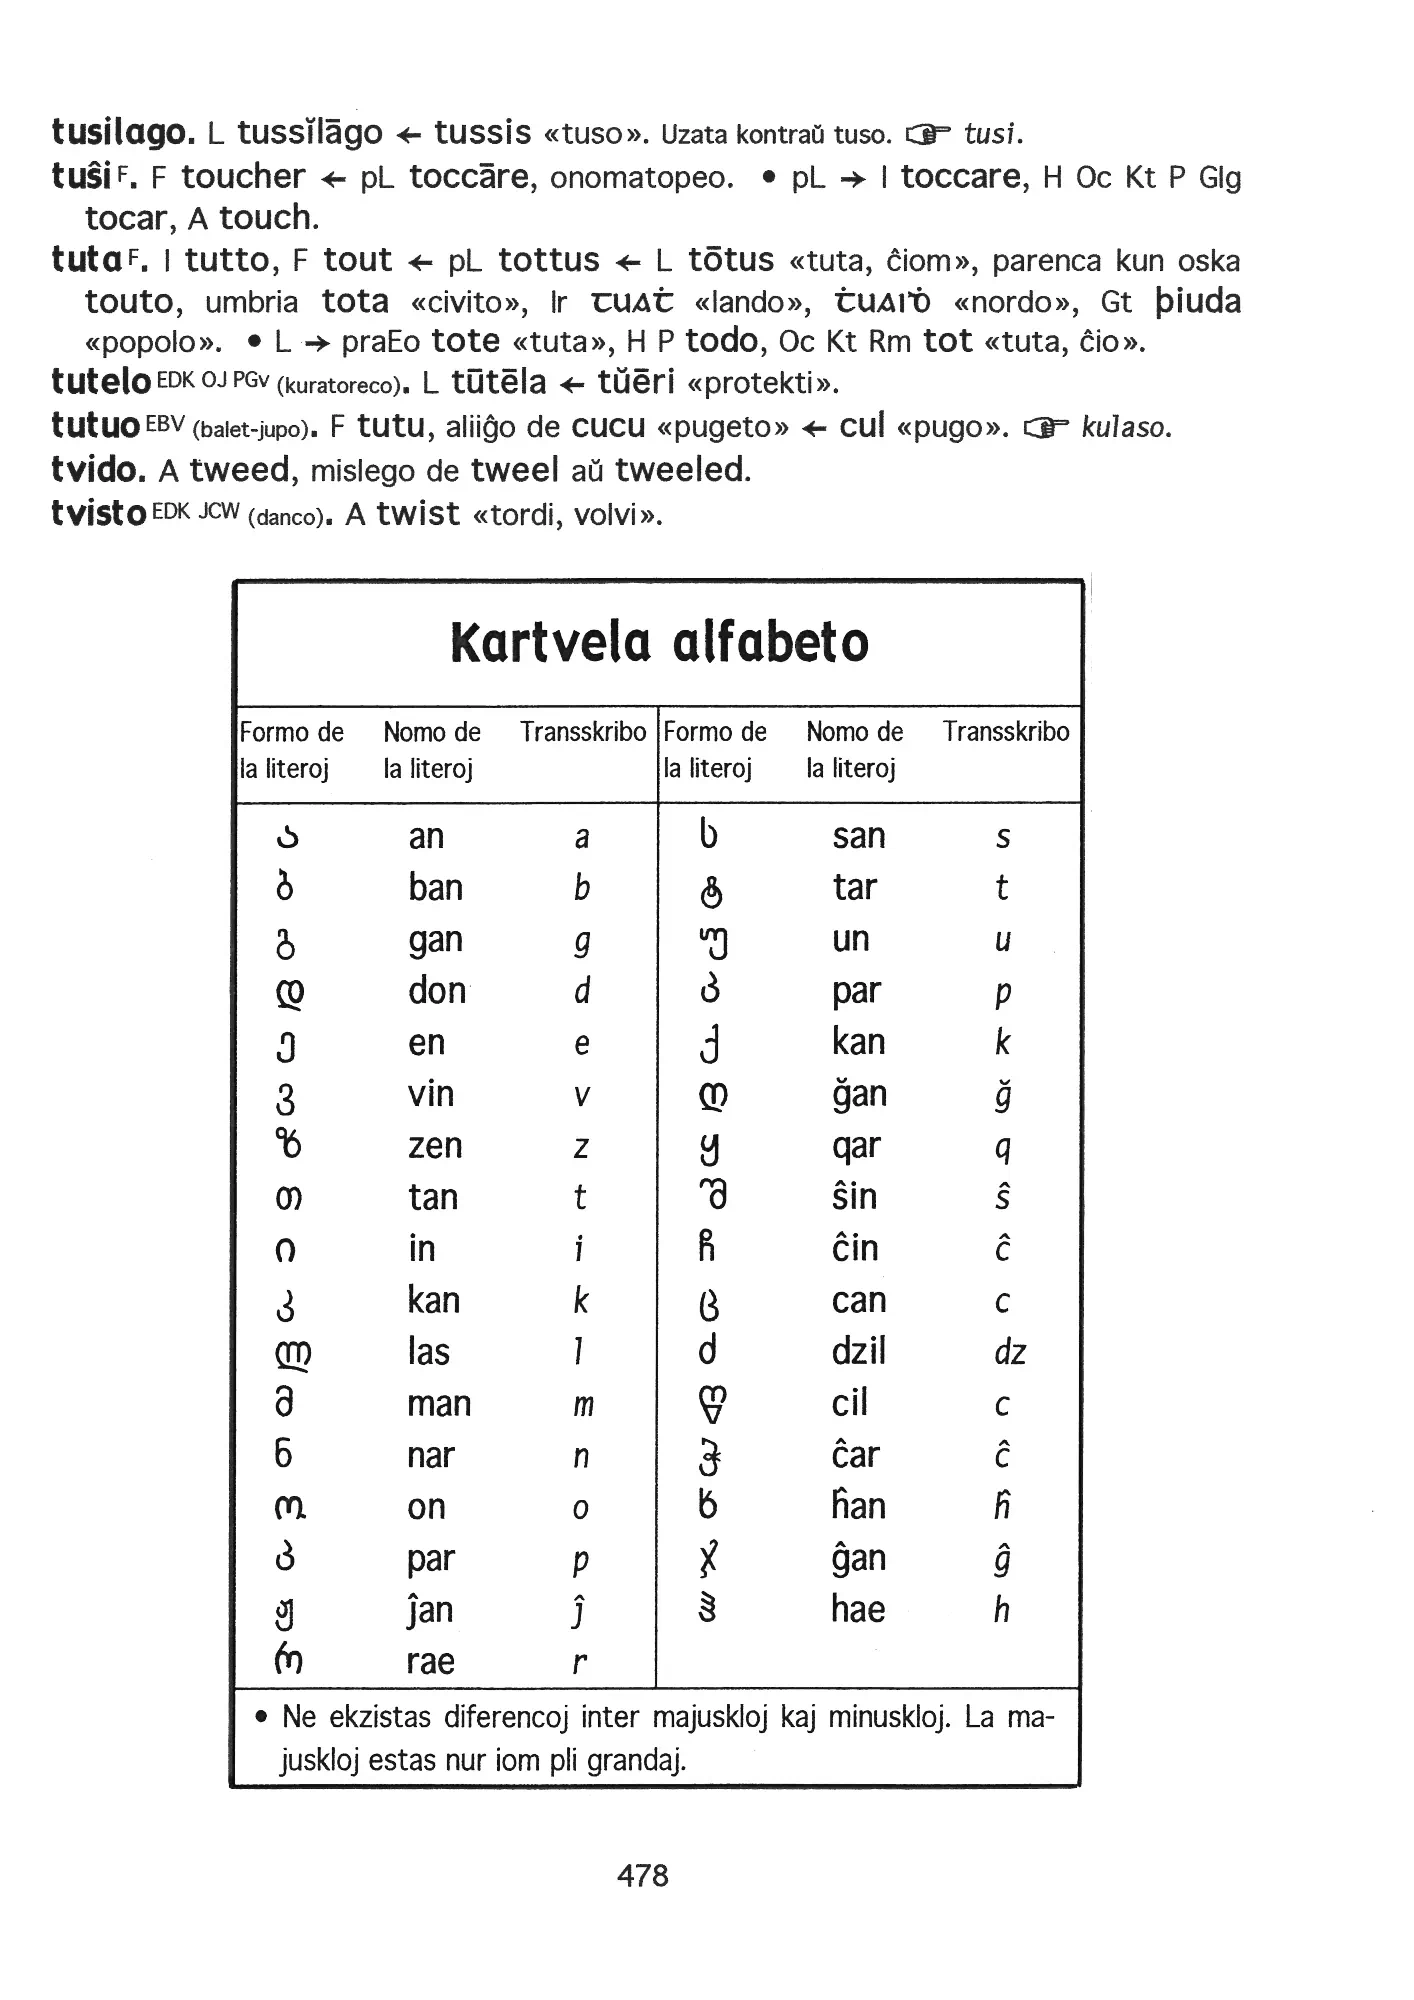 tusilago. L tussĭlāgo ← tussis «tuso». Uzata kontraŭ tuso. ☞ tusi.
tuŝi F. F toucher ← pL toccāre, onomatopeo. • pL → I toccare, H Oc Kt P Glg
tocar, A touch.
tuta F. I tutto, F tout ← pL tottus ← L tōtus «tuta, ĉiom», parenca kun oska
touto, umbria tota «civito», Ir tuaṫ «lando», ṫuaiḋ «nordo», Gt þiuda
«popolo». • L → praEo tote «tuta», H P todo, Oc Kt Rm tot «tuta, ĉio».
tutelo EDK OJ PGv (kuratoreco). L tūtēla ← tŭēri «protekti».
tutuo EBV (balet-jupo). F tutu, aliiĝo de cucu «pugeto» ← cul «pugo». ☞ kulaso.
tvido. A tweed, mislego de tweel aŭ tweeled.
tvisto EDK JCW (danco). A twist «tordi, volvi».
Kartvela alfabeto
Formo de Nomo de Transskribo Formo de Nomo de Transskribo
la literoj la literoj la literoj la literoj
ა an a ს san s
ბ ban b ტ tar t
გ gan g უ un u
დ don d პ par p
ე en e ქ kan k
ვ vin v ღ ğan ğ
ზ zen z ყ qar q
თ tan t შ ŝin ŝ
ი in i ჩ ĉin ĉ
კ kan k ც can c
ლ las l ძ dzil dz
მ man m წ cil c
ნ nar n ჭ ĉar ĉ
ო on o ხ ĥan ĥ
პ par p ჯ ĝan ĝ
ჟ ĵan ĵ ჰ hae h
რ rae r
• Ne ekzistas diferencoj inter majuskloj kaj minuskloj. La ma-
juskloj estas nur iom pli grandaj.
478